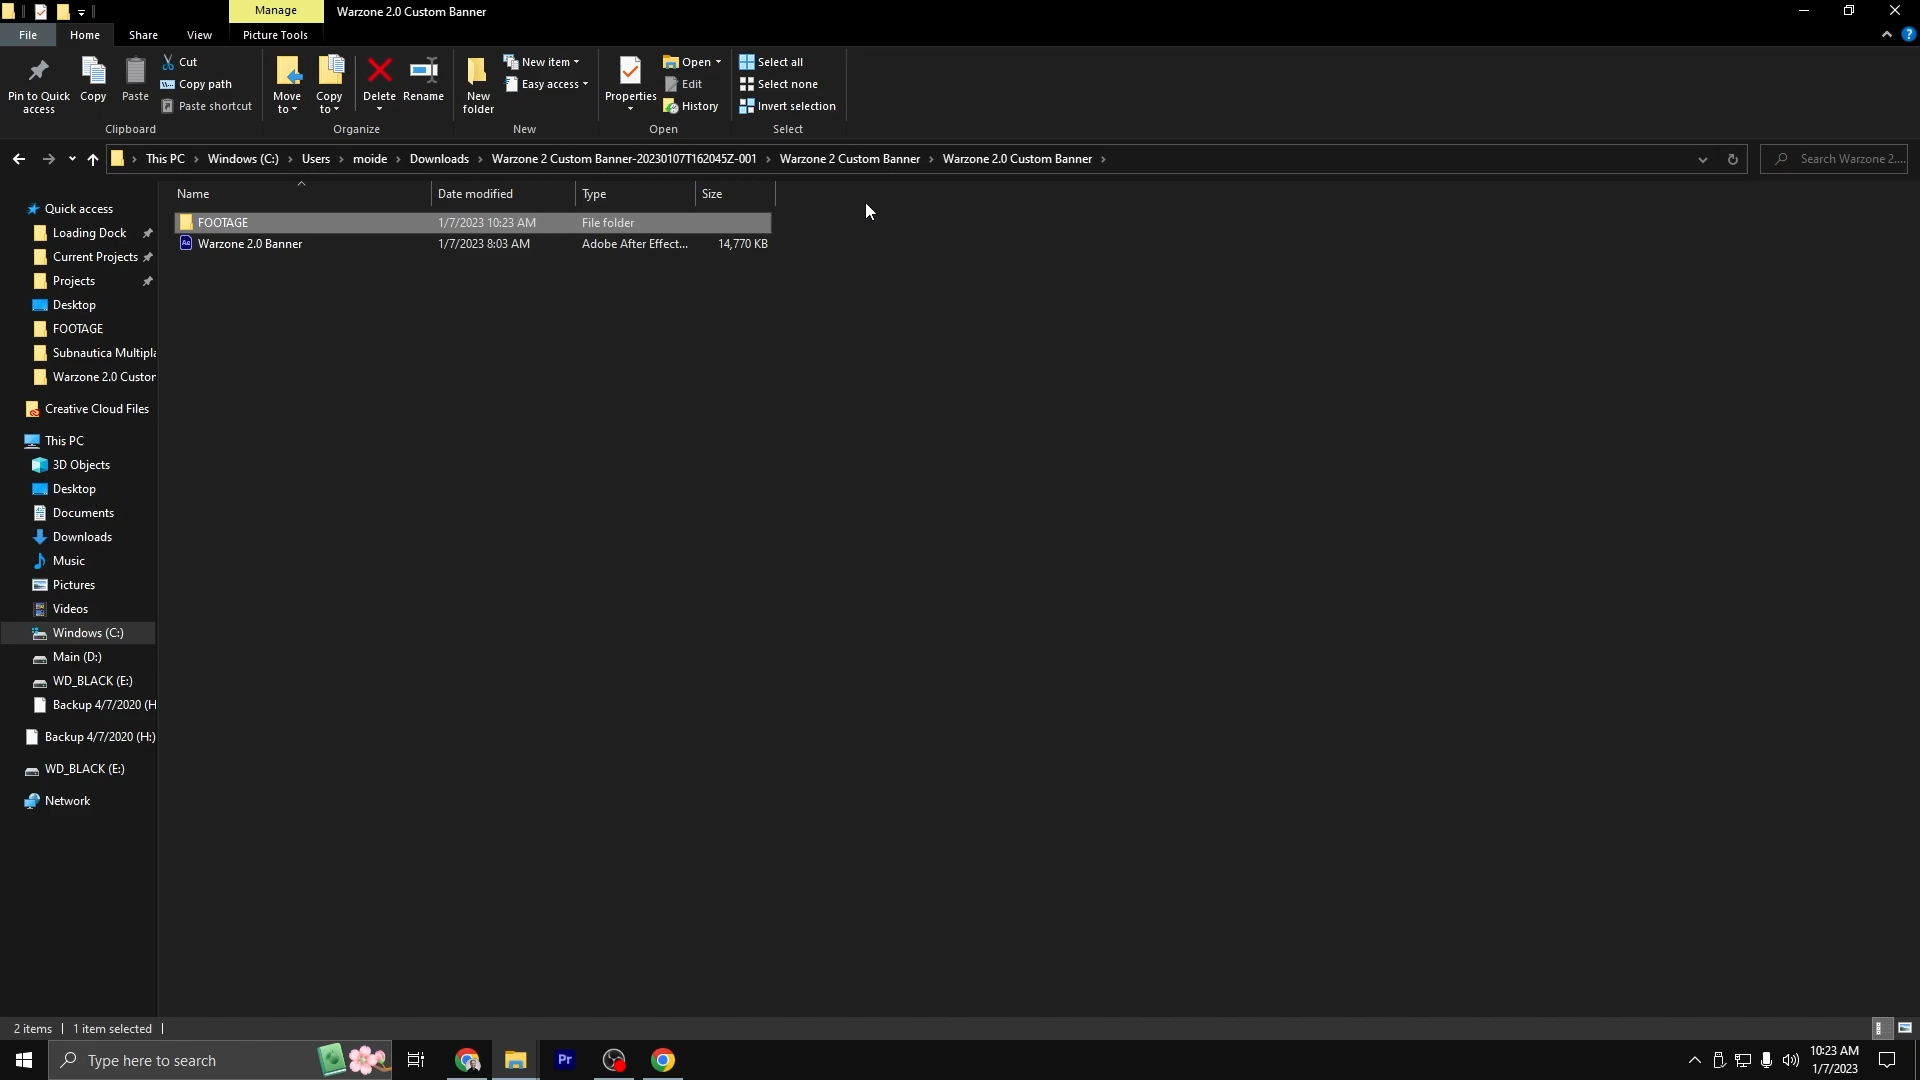 Manage
Warzone 2.0 Custom Banner
File
Home
Share
View
Picture Tools
?
Pin to Quick access
Copy
Paste
Cut
Copy path
Paste shortcut
Clipboard
Move to
Copy to
Delete
Rename
Organize
New folder
New item
Easy access
New
Properties
Open
Edit
History
Open
Select all
Select none
Invert selection
Select
This PC › Windows (C:) › Users › moide › Downloads › Warzone 2 Custom Banner-20230107T162045Z-001 › Warzone 2 Custom Banner › Warzone 2.0 Custom Banner ›
Search Warzone 2....
Name Date modified Type Size
FOOTAGE 1/7/2023 10:23 AM File folder
Ae Warzone 2.0 Banner 1/7/2023 8:03 AM Adobe After Effect... 14,770 KB
Quick access
Loading Dock
Current Projects
Projects
Desktop
FOOTAGE
Subnautica Multipla
Warzone 2.0 Custor
Creative Cloud Files
This PC
3D Objects
Desktop
Documents
Downloads
Music
Pictures
Videos
Windows (C:)
Main (D:)
WD_BLACK (E:)
Backup 4/7/2020 (H
Backup 4/7/2020 (H:)
WD_BLACK (E:)
Network
2 items
1 item selected
Type here to search
Pr
10:23 AM
1/7/2023